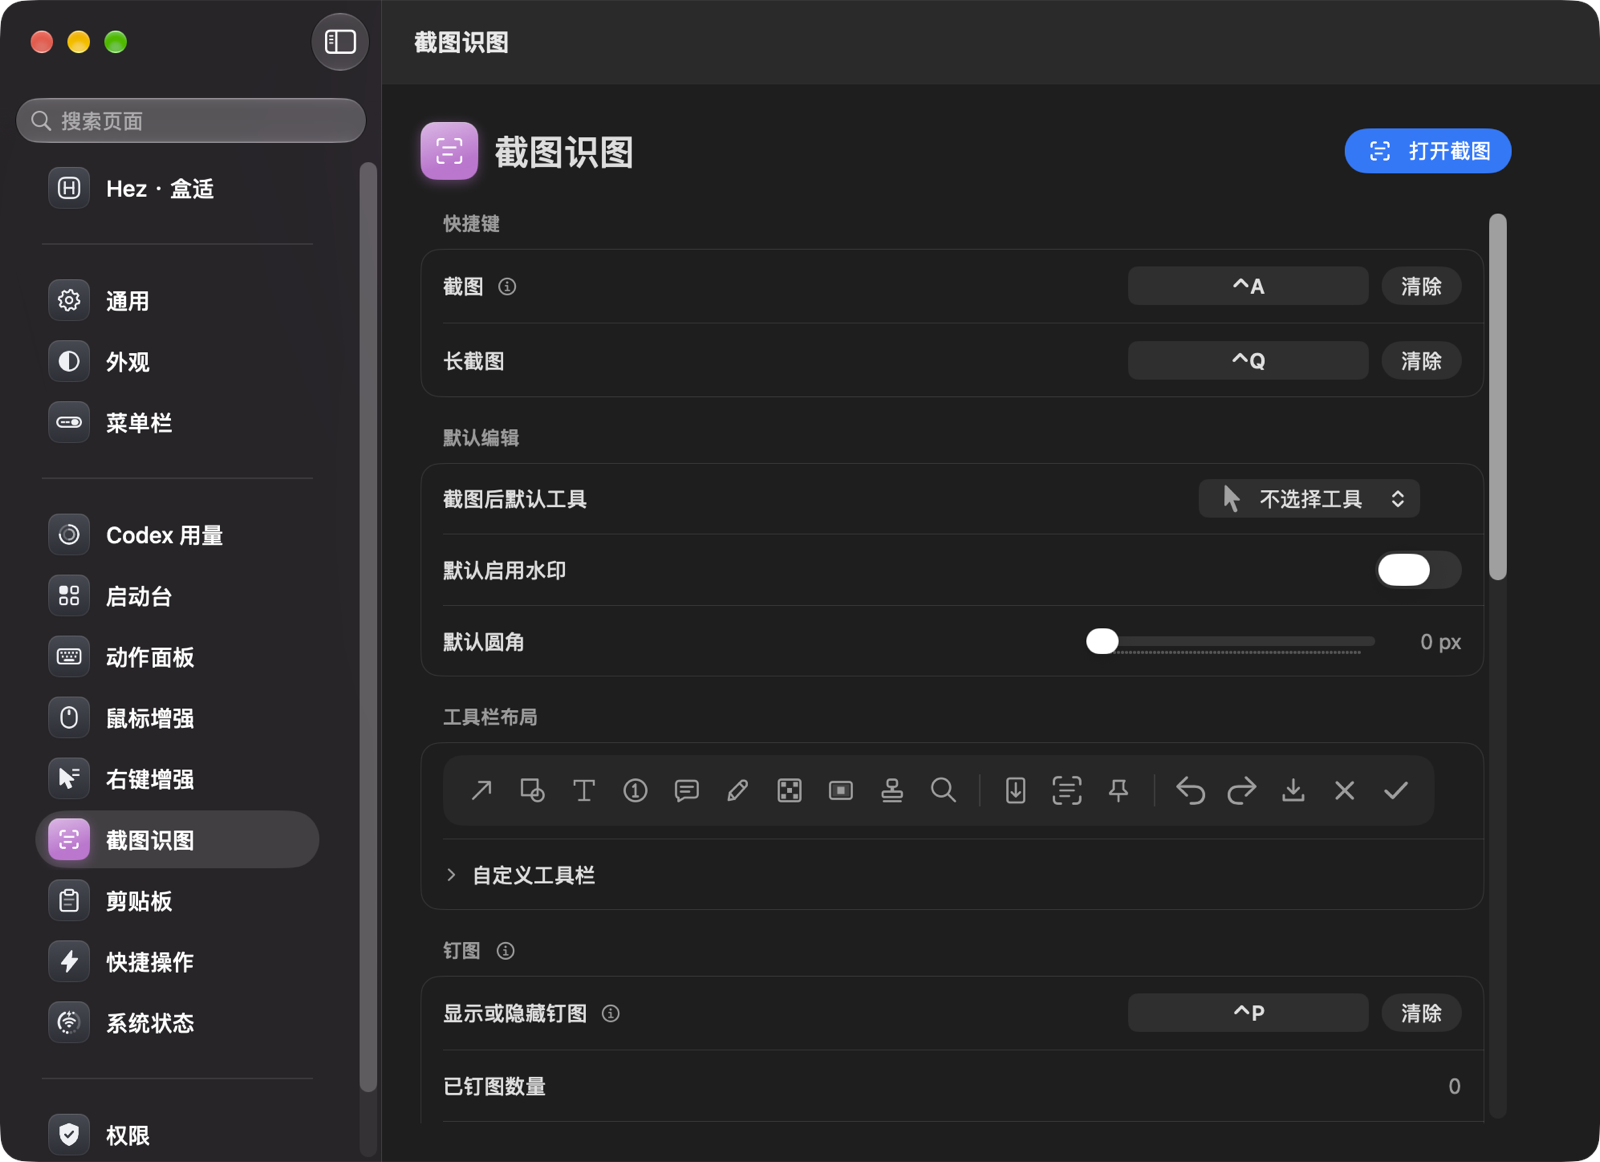 截图识图
搜索页面
Hez · 盒适
通用
外观
菜单栏
Codex 用量
启动台
动作面板
鼠标增强
右键增强
截图识图
剪贴板
快捷操作
系统状态
权限
截图识图
打开截图
快捷键
截图
^A
清除
长截图
^Q
清除
默认编辑
截图后默认工具
不选择工具
默认启用水印
默认圆角
0 px
工具栏布局
自定义工具栏
钉图
显示或隐藏钉图
^P
清除
已钉图数量
0